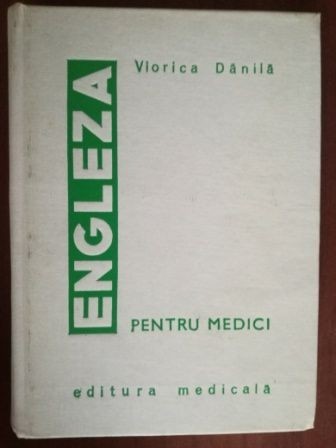 Viorica Dănilă
ENGLEZA
PENTRU MEDICI
editura medicală